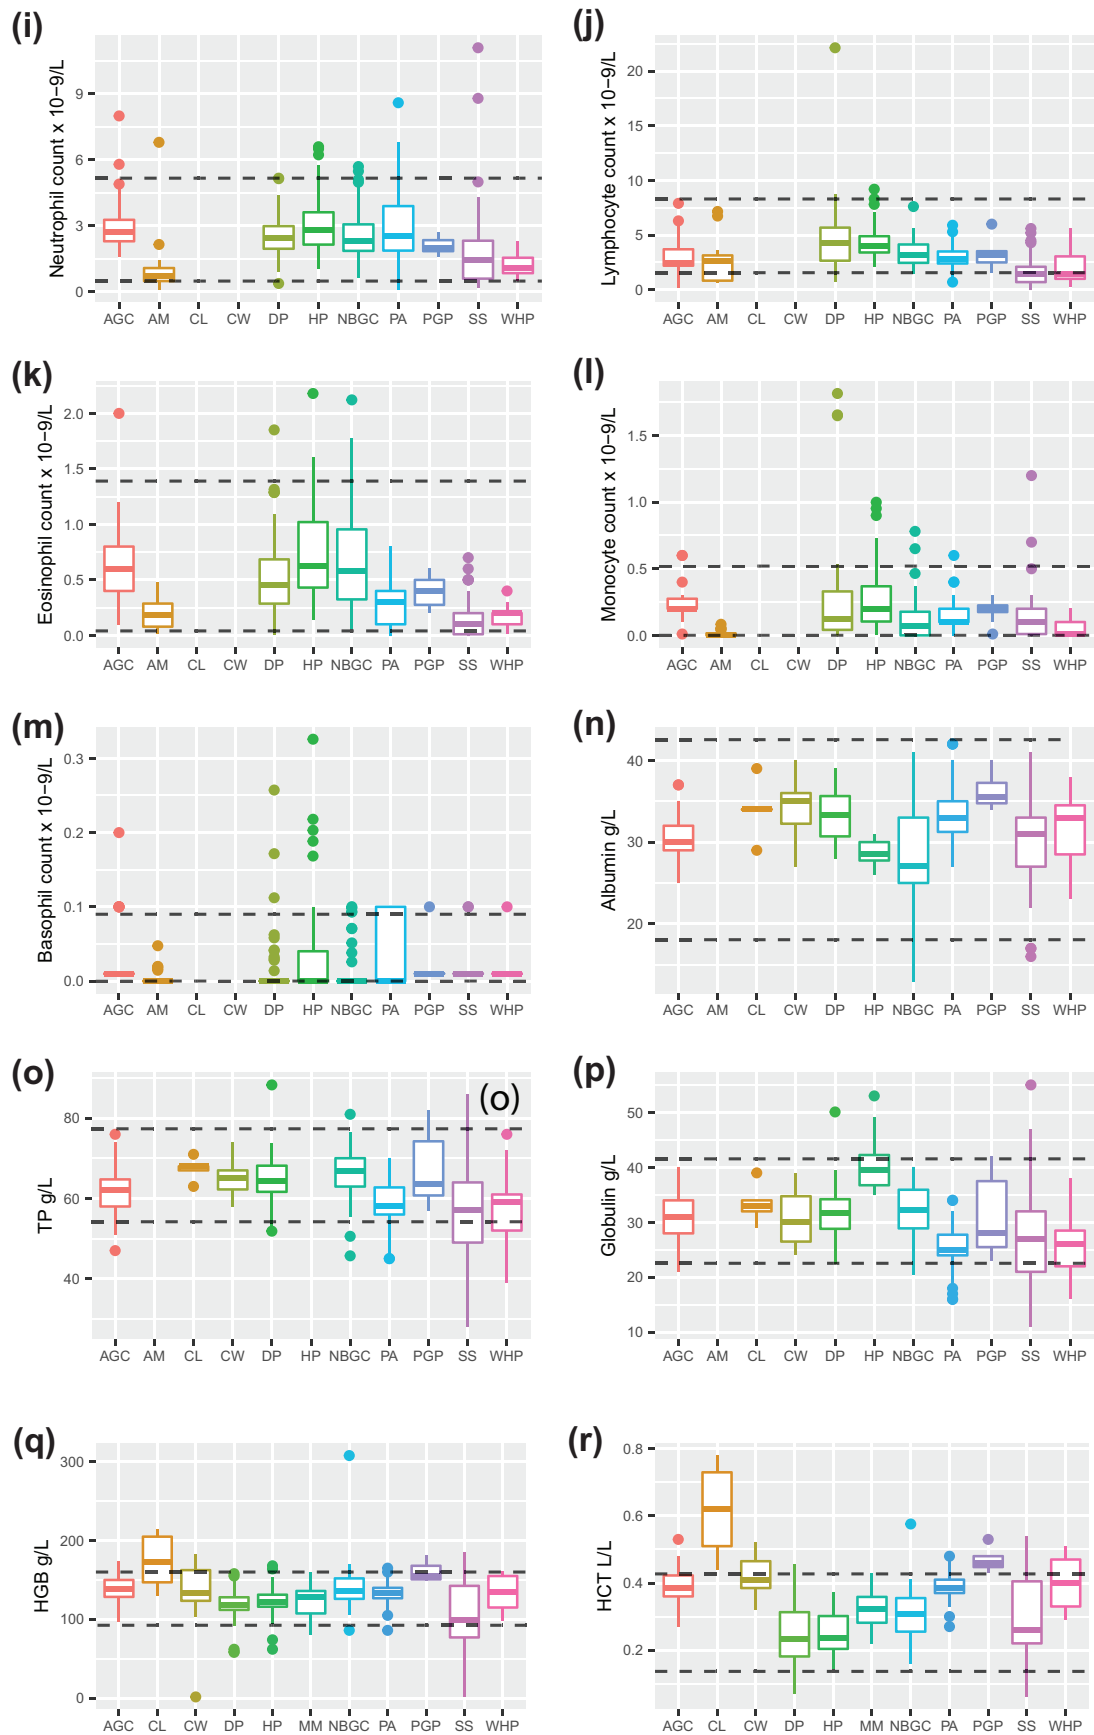 (i)
Neutrophil count x 10−9/L
9
6
3
0
AGC AM CL CW DP HP NBGC PA PGP SS WHP
(j)
Lymphocyte count x 10−9/L
20
15
10
5
0
AGC AM CL CW DP HP NBGC PA PGP SS WHP
(k)
Eosinophil count x 10−9/L
2.0
1.5
1.0
0.5
0.0
AGC AM CL CW DP HP NBGC PA PGP SS WHP
(l)
Monocyte count x 10−9/L
1.5
1.0
0.5
0.0
AGC AM CL CW DP HP NBGC PA PGP SS WHP
(m)
Basophil count x 10−9/L
0.3
0.2
0.1
0.0
AGC AM CL CW DP HP NBGC PA PGP SS WHP
(n)
Albumin g/L
40
30
20
AGC AM CL CW DP HP NBGC PA PGP SS WHP
(o)
(o)
TP g/L
80
60
40
AGC AM CL CW DP HP NBGC PA PGP SS WHP
(p)
Globulin g/L
50
40
30
20
10
AGC AM CL CW DP HP NBGC PA PGP SS WHP
(q)
HGB g/L
300
200
100
0
AGC CL CW DP HP MM NBGC PA PGP SS WHP
(r)
HCT L/L
0.8
0.6
0.4
0.2
AGC CL CW DP HP MM NBGC PA PGP SS WHP